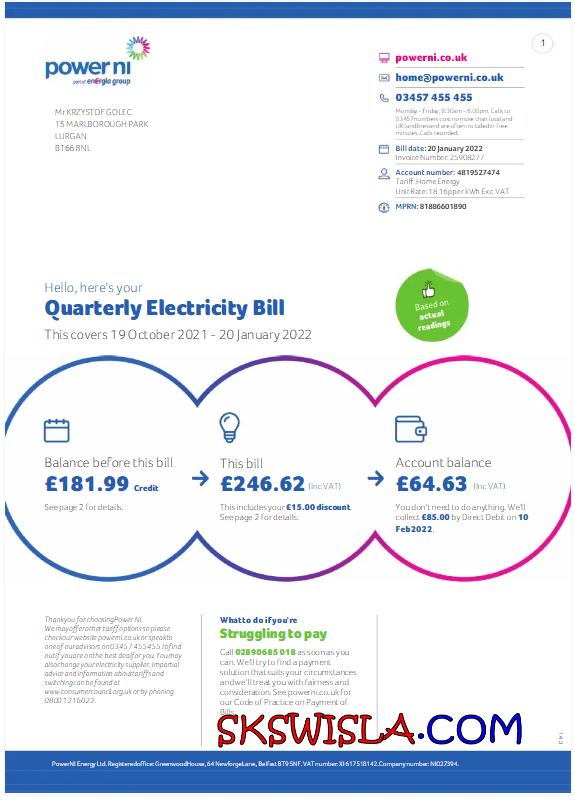 1
power ni
part of energia group
powerni.co.uk
home@powerni.co.uk
03457 455 455
Monday - Friday, 8.30am - 6.00pm. Calls to
03457numbers cost no more than local and
UK landlines and are often included in free
minutes. Calls recorded.
Mr KRZYSTOF GOLEC
15 MARLBOROUGH PARK
LURGAN
BT66 8NL
Bill date: 20 January 2022
Invoice Number: 25908277
Account number: 4819527474
Tariff: Home Energy
Unit Rate: 18.16pper kWh Exc VAT
MPRN: 81886601890
Hello, here's your
Quarterly Electricity Bill
This covers 19 October 2021 - 20 January 2022
Based on
actual
readings
Balance before this bill
£181.99 Credit
See page 2 for details.
This bill
£246.62 (Inc VAT)
This includes your £15.00 discount.
See page 2 for details.
Account balance
£64.63 (Inc VAT)
You don't need to do anything. We'll
collect £85.00 by Direct Debit on 10
Feb2022.
Thank you for choosing Power NI.
We may offer other tariff options so please
check our website powerni.co.uk or speak to
one of our advisors on 03457 455 455 to find
out if you are on the best deal for you. You may
also change your electricity supplier. Impartial
advice and information about tariffs and
switching can be found at
www.consumercouncil.org.uk or by phoning
0800 1216022.
What to do if you're
Struggling to pay
Call 02890685 018 as soon as you
can. We'll try to find a payment
solution that suits your circumstances
and we'll treat you with fairness and
consideration. See powerni.co.uk for
our Code of Practice on Payment of
Bills.
SKSWISLA.COM
143
PowerNI Energy Ltd. Registered office: Greenwood House, 64 Newforge Lane, Belfast BT9 5NF. VAT number: XI 617518142. Company number: NI027394.